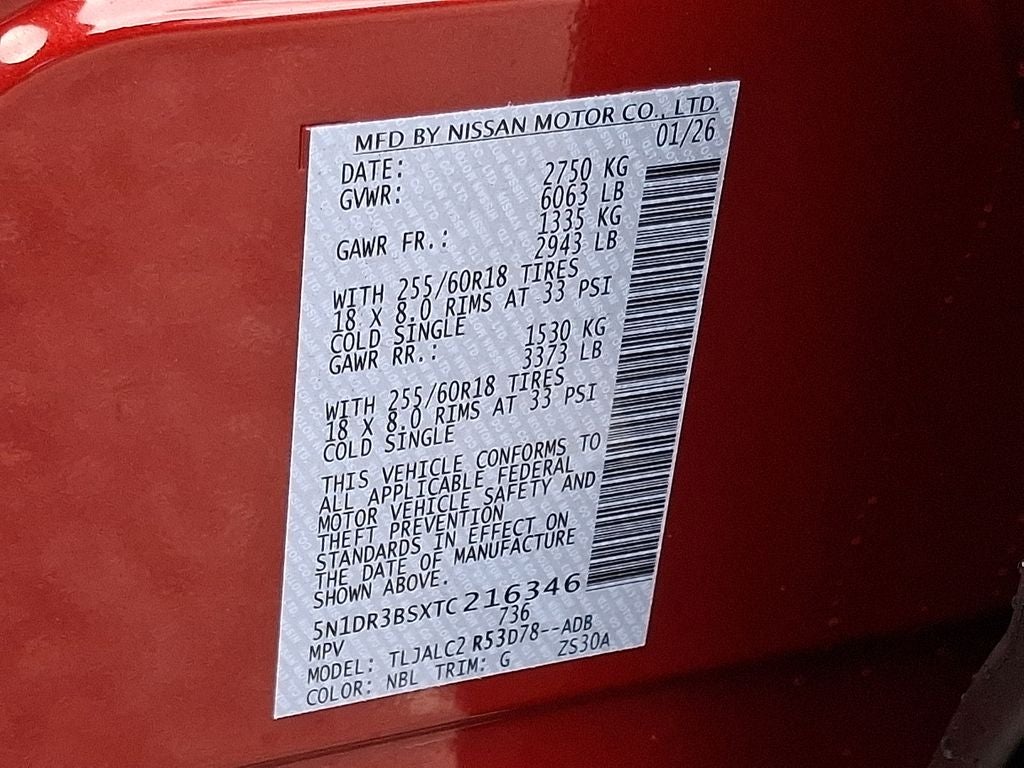 MFD BY NISSAN MOTOR CO., LTD.
DATE: 01/26
GVWR: 2750 KG
6063 LB
1335 KG
GAWR FR.: 2943 LB
WITH 255/60R18 TIRES
18 X 8.0 RIMS AT 33 PSI
COLD SINGLE
1530 KG
GAWR RR.: 3373 LB
WITH 255/60R18 TIRES
18 X 8.0 RIMS AT 33 PSI
COLD SINGLE
THIS VEHICLE CONFORMS TO
ALL APPLICABLE FEDERAL
MOTOR VEHICLE SAFETY AND
THEFT PREVENTION
STANDARDS IN EFFECT ON
THE DATE OF MANUFACTURE
SHOWN ABOVE.
5N1DR3BSXTC216346
MPV 736
MODEL: TLJALC2 R53D78--ADB
COLOR: NBL TRIM: G ZS30A